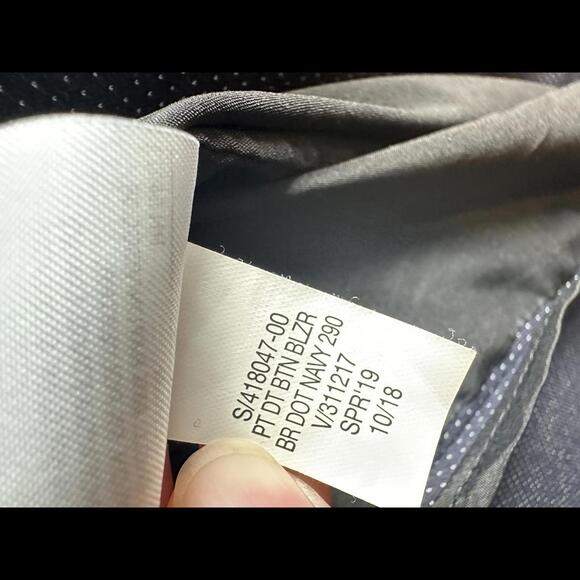 S/418047-00
PT DT BTN BLZR
BR DOT NAVY 290
V/311217
SPR'19
10/18